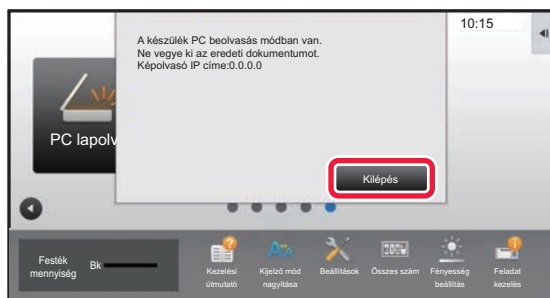 10:15
A készülék PC beolvasás módban van.
Ne vegye ki az eredeti dokumentumot.
Képolvasó IP címe:0.0.0.0
PC lapolv
Kilépés
Festék
mennyiség
Bk
Kezelési
útmutató
Kijelző mód
nagyítása
Beállítások
Összes szám
Fényesség
beállítás
Feladat
kezelés